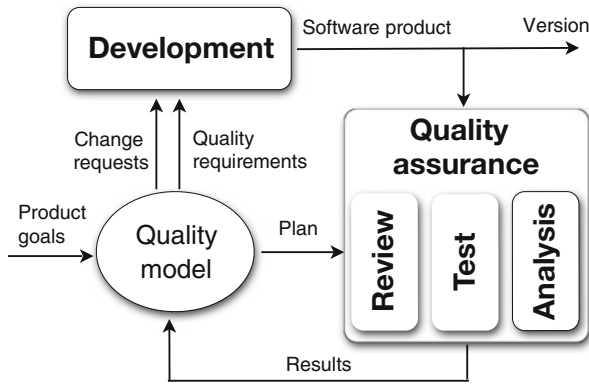 Development
Software product
Version
Change
requests
Quality
requirements
Quality
assurance
Product
goals
Quality
model
Plan
Review
Test
Analysis
Results